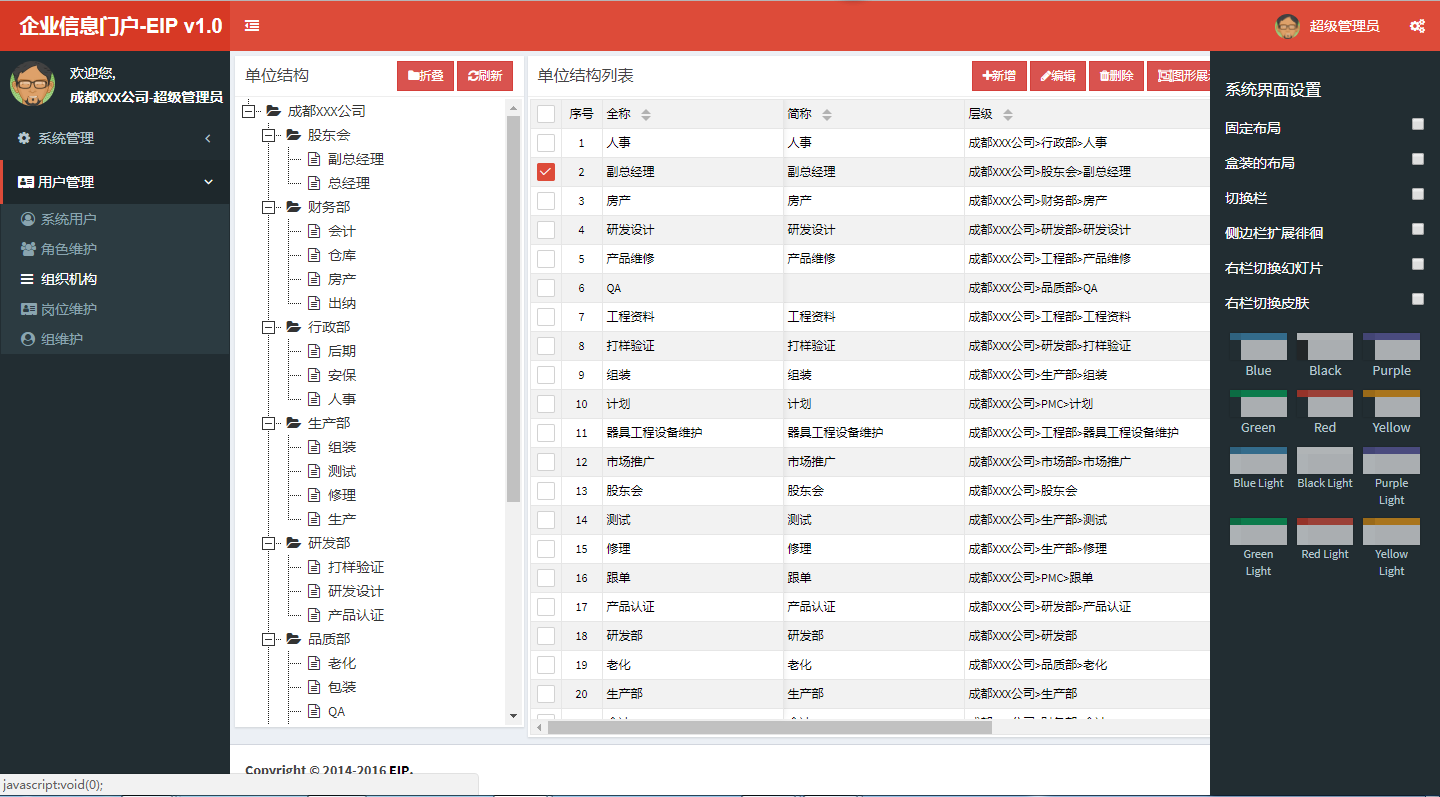 企业信息门户-EIP v1.0
超级管理员
欢迎您,
成都XXX公司-超级管理员
系统管理
用户管理
系统用户
角色维护
组织机构
岗位维护
组维护
单位结构 折叠 刷新
成都XXX公司
股东会
副总经理
总经理
财务部
会计
仓库
房产
出纳
行政部
后期
安保
人事
生产部
组装
测试
修理
生产
研发部
打样验证
研发设计
产品认证
品质部
老化
包装
QA
单位结构列表 新增 编辑 删除 图形展
序号 全称 简称 层级
1 人事 人事 成都XXX公司>行政部>人事
2 副总经理 副总经理 成都XXX公司>股东会>副总经理
3 房产 房产 成都XXX公司>财务部>房产
4 研发设计 研发设计 成都XXX公司>研发部>研发设计
5 产品维修 产品维修 成都XXX公司>工程部>产品维修
6 QA 成都XXX公司>品质部>QA
7 工程资料 工程资料 成都XXX公司>工程部>工程资料
8 打样验证 打样验证 成都XXX公司>研发部>打样验证
9 组装 组装 成都XXX公司>生产部>组装
10 计划 计划 成都XXX公司>PMC>计划
11 器具工程设备维护 器具工程设备维护 成都XXX公司>工程部>器具工程设备维护
12 市场推广 市场推广 成都XXX公司>市场部>市场推广
13 股东会 股东会 成都XXX公司>股东会
14 测试 测试 成都XXX公司>生产部>测试
15 修理 修理 成都XXX公司>生产部>修理
16 跟单 跟单 成都XXX公司>PMC>跟单
17 产品认证 产品认证 成都XXX公司>研发部>产品认证
18 研发部 研发部 成都XXX公司>研发部
19 老化 老化 成都XXX公司>品质部>老化
20 生产部 生产部 成都XXX公司>生产部
系统界面设置
固定布局
盒装的布局
切换栏
侧边栏扩展徘徊
右栏切换幻灯片
右栏切换皮肤
Blue Black Purple
Green Red Yellow
Blue Light Black Light Purple Light
Green Light Red Light Yellow Light
Copyright © 2014-2016 EIP.
javascript:void(0);